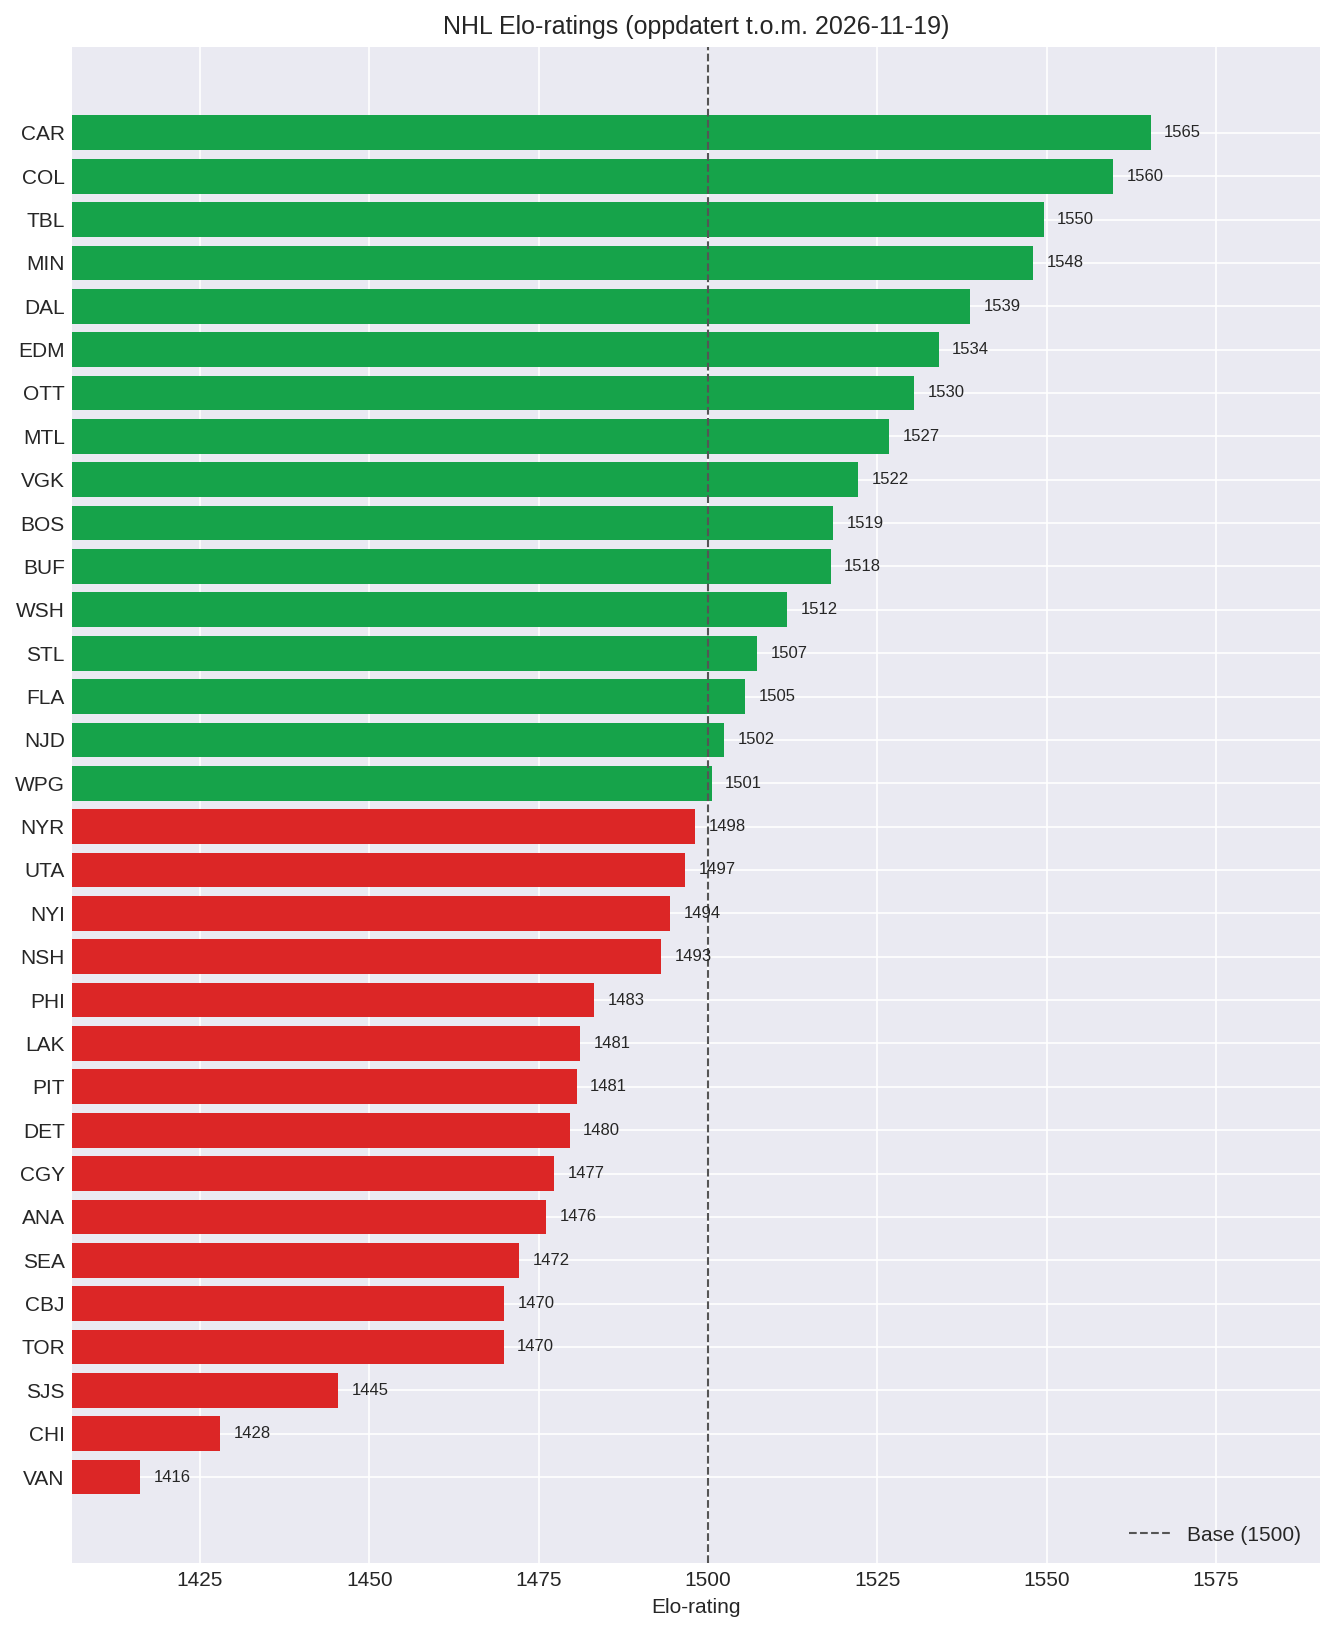 NHL Elo-ratings (oppdatert t.o.m. 2026-11-19)
CAR 1565
COL 1560
TBL 1550
MIN 1548
DAL 1539
EDM 1534
OTT 1530
MTL 1527
VGK 1522
BOS 1519
BUF 1518
WSH 1512
STL 1507
FLA 1505
NJD 1502
WPG 1501
NYR 1498
UTA 1497
NYI 1494
NSH 1493
PHI 1483
LAK 1481
PIT 1481
DET 1480
CGY 1477
ANA 1476
SEA 1472
CBJ 1470
TOR 1470
SJS 1445
CHI 1428
VAN 1416
Base (1500)
1425 1450 1475 1500 1525 1550 1575
Elo-rating